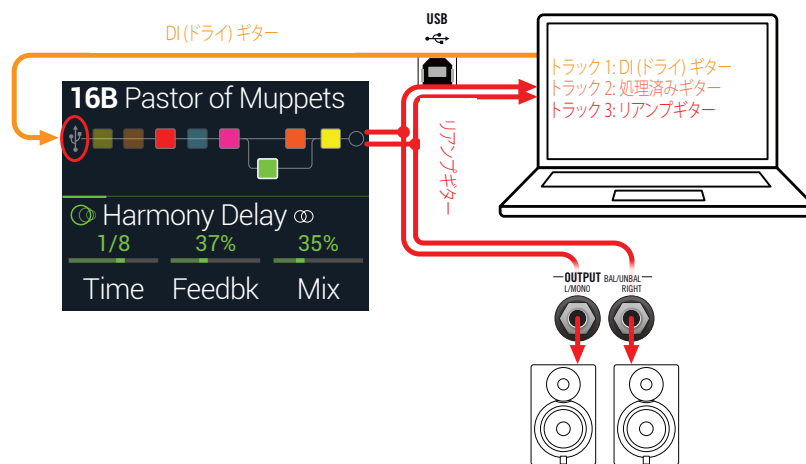 USB
DI (ドライ) ギター
トラック 1: DI (ドライ) ギター
トラック 2: 処理済みギター
トラック 3: リアンプギター
16B Pastor of Muppets
リアンプギター
Harmony Delay
1/8 37% 35%
Time Feedbk Mix
OUTPUT BAL/UNBAL
L/MONO RIGHT